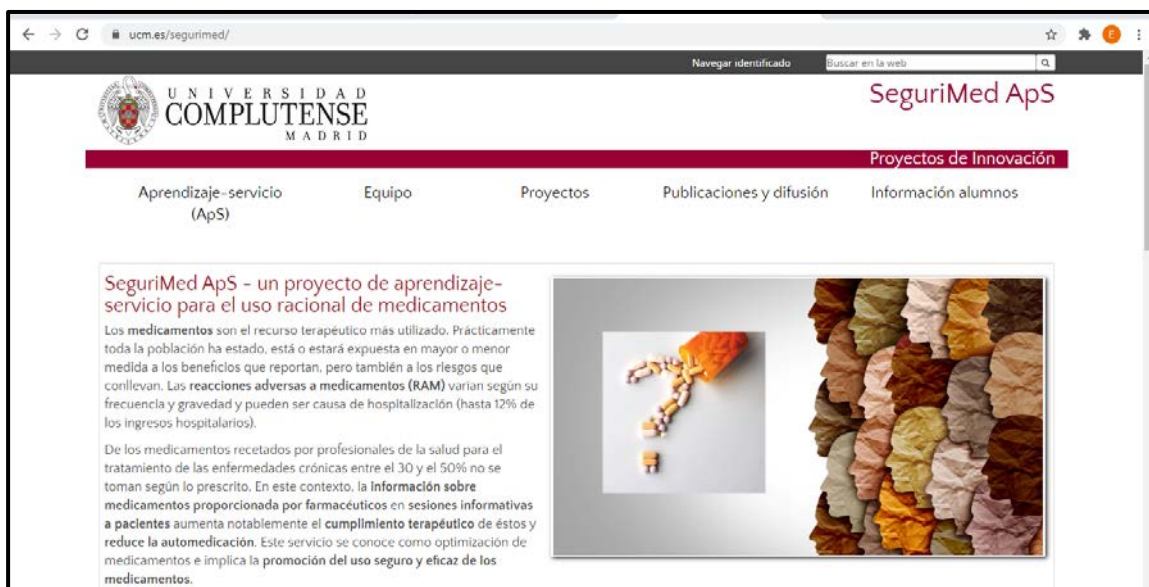 ucm.es/segurimed/
E
Navegar identificado
Buscar en la web
UNIVERSIDAD
COMPLUTENSE
MADRID
SeguriMed ApS
Proyectos de Innovación
Aprendizaje-servicio
(ApS)
Equipo
Proyectos
Publicaciones y difusión
Información alumnos
SeguriMed ApS - un proyecto de aprendizaje-
servicio para el uso racional de medicamentos
Los medicamentos son el recurso terapéutico más utilizado. Prácticamente
toda la población ha estado, está o estará expuesta en mayor o menor
medida a los beneficios que reportan, pero también a los riesgos que
conllevan. Las reacciones adversas a medicamentos (RAM) varían según su
frecuencia y gravedad y pueden ser causa de hospitalización (hasta 12% de
los ingresos hospitalarios).
De los medicamentos recetados por profesionales de la salud para el
tratamiento de las enfermedades crónicas entre el 30 y el 50% no se
toman según lo prescrito. En este contexto, la información sobre
medicamentos proporcionada por farmacéuticos en sesiones informativas
a pacientes aumenta notablemente el cumplimiento terapéutico de éstos y
reduce la automedicación. Este servicio se conoce como optimización de
medicamentos e implica la promoción del uso seguro y eficaz de los
medicamentos.